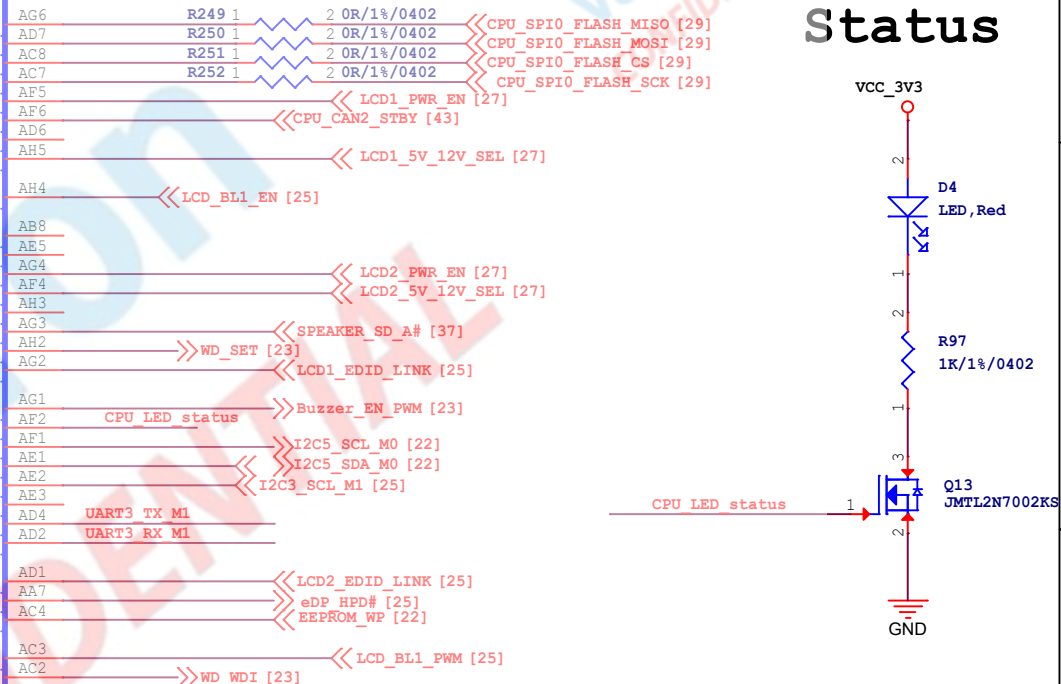 Status
AG6 R249 1 2 0R/1%/0402 CPU_SPI0_FLASH_MISO [29]
AD7 R250 1 2 0R/1%/0402 CPU_SPI0_FLASH_MOSI [29]
AC8 R251 1 2 0R/1%/0402 CPU_SPI0_FLASH_CS [29]
AC7 R252 1 2 0R/1%/0402 CPU_SPI0_FLASH_SCK [29]
AF5 LCD1_PWR_EN [27]
AF6 CPU_CAN2_STBY [43]
AD6
AH5 LCD1_5V_12V_SEL [27]
AH4 LCD_BL1_EN [25]
AB8
AE5
AG4 LCD2_PWR_EN [27]
AF4 LCD2_5V_12V_SEL [27]
AH3
AG3 SPEAKER_SD_A# [37]
AH2 WD_SET [23]
AG2 LCD1_EDID_LINK [25]
AG1 Buzzer_EN_PWM [23]
AF2 CPU_LED_status
AF1 I2C5_SCL_M0 [22]
AE1 I2C5_SDA_M0 [22]
AE2 I2C3_SCL_M1 [25]
AE3
AD4 UART3_TX_M1
AD2 UART3_RX_M1
AD1 LCD2_EDID_LINK [25]
AA7 eDP_HPD# [25]
AC4 EEPROM_WP [22]
AC3 LCD_BL1_PWM [25]
AC2 WD_WDI [23]
VCC_3V3
2
D4
LED,Red
1
2
R97
1K/1%/0402
1
3
Q13
JMTL2N7002KS
CPU_LED_status 1
2
GND
on
DENTIAL